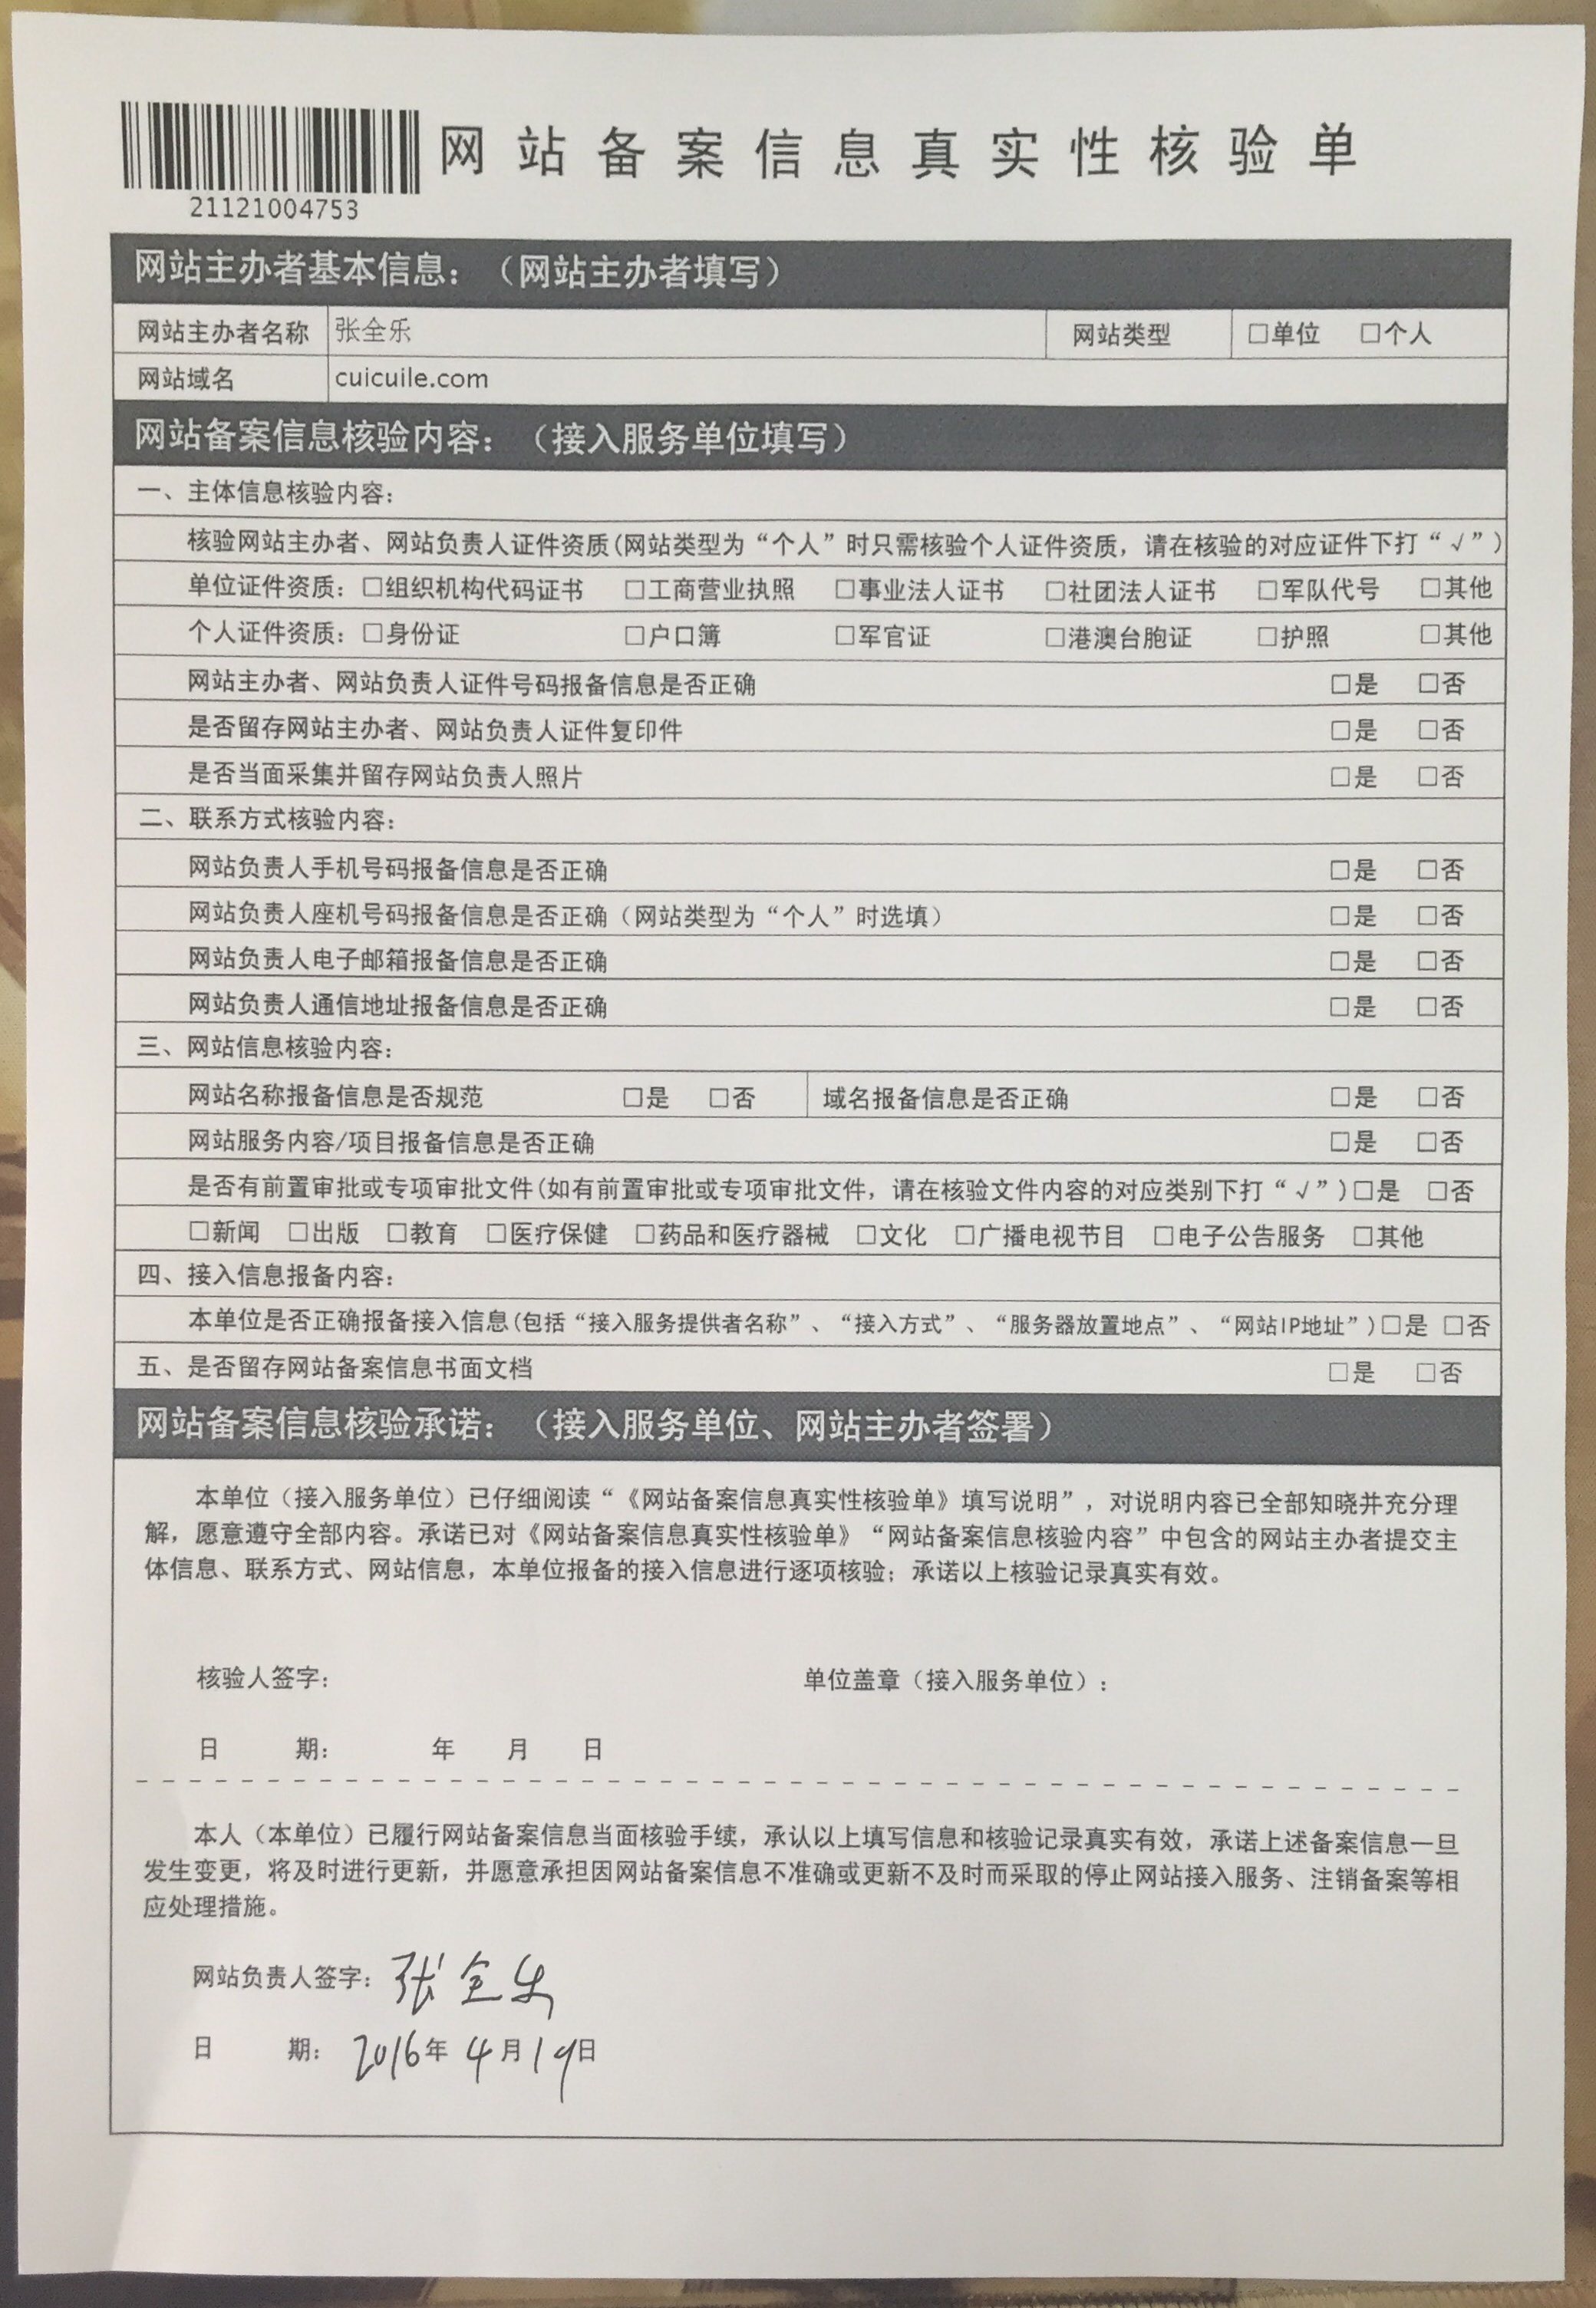 网站备案信息真实性核验单
21121004753
网站主办者基本信息：（网站主办者填写）
网站主办者名称 张全乐 网站类型 □单位 □个人
网站域名 cuicuile.com
网站备案信息核验内容：（接入服务单位填写）
一、主体信息核验内容：
核验网站主办者、网站负责人证件资质(网站类型为“个人”时只需核验个人证件资质，请在核验的对应证件下打“√”)
单位证件资质：□组织机构代码证书 □工商营业执照 □事业法人证书 □社团法人证书 □军队代号 □其他
个人证件资质：□身份证 □户口簿 □军官证 □港澳台胞证 □护照 □其他
网站主办者、网站负责人证件号码报备信息是否正确 □是 □否
是否留存网站主办者、网站负责人证件复印件 □是 □否
是否当面采集并留存网站负责人照片 □是 □否
二、联系方式核验内容：
网站负责人手机号码报备信息是否正确 □是 □否
网站负责人座机号码报备信息是否正确（网站类型为“个人”时选填） □是 □否
网站负责人电子邮箱报备信息是否正确 □是 □否
网站负责人通信地址报备信息是否正确 □是 □否
三、网站信息核验内容：
网站名称报备信息是否规范 □是 □否 域名报备信息是否正确 □是 □否
网站服务内容/项目报备信息是否正确 □是 □否
是否有前置审批或专项审批文件(如有前置审批或专项审批文件，请在核验文件内容的对应类别下打“√”)□是 □否
□新闻 □出版 □教育 □医疗保健 □药品和医疗器械 □文化 □广播电视节目 □电子公告服务 □其他
四、接入信息报备内容：
本单位是否正确报备接入信息(包括“接入服务提供者名称”、“接入方式”、“服务器放置地点”、“网站IP地址”)□是 □否
五、是否留存网站备案信息书面文档 □是 □否
网站备案信息核验承诺：（接入服务单位、网站主办者签署）
本单位（接入服务单位）已仔细阅读“《网站备案信息真实性核验单》填写说明”，对说明内容已全部知晓并充分理
解，愿意遵守全部内容。承诺已对《网站备案信息真实性核验单》“网站备案信息核验内容”中包含的网站主办者提交主
体信息、联系方式、网站信息，本单位报备的接入信息进行逐项核验；承诺以上核验记录真实有效。
核验人签字： 单位盖章（接入服务单位）：
日 期： 年 月 日
本人（本单位）已履行网站备案信息当面核验手续，承认以上填写信息和核验记录真实有效，承诺上述备案信息一旦
发生变更，将及时进行更新，并愿意承担因网站备案信息不准确或更新不及时而采取的停止网站接入服务、注销备案等相
应处理措施。
网站负责人签字：张全乐
日 期：2016年4月19日